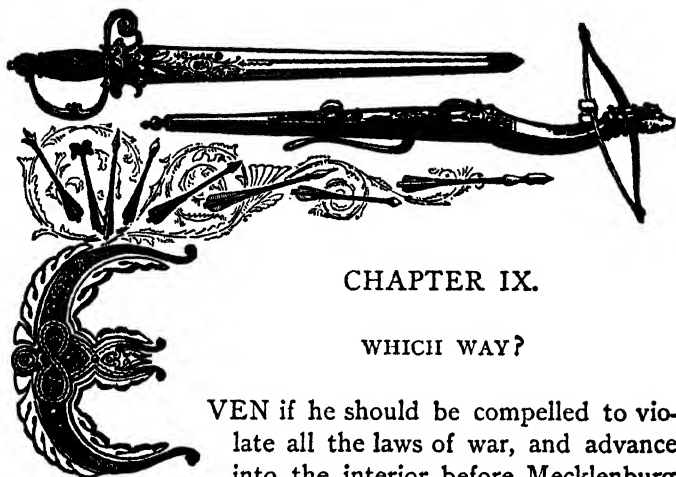 CHAPTER IX.
WHICH WAY?
EVEN if he should be compelled to vio-
late all the laws of war, and advance
into the interior before Mecklenburg